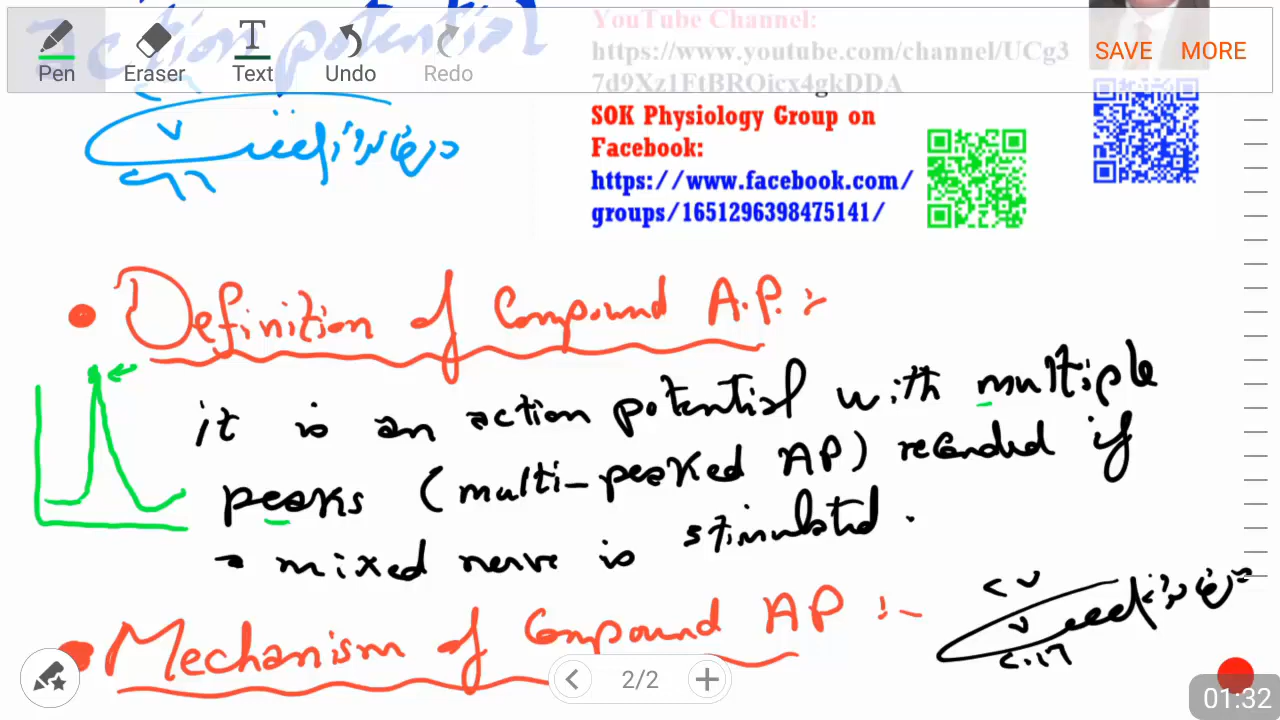 action potential
YouTube Channel:
https://www.youtube.com/channel/UCg3
7d9Xz1FtBROicx4gkDDA
SAVE MORE
Pen Eraser Text Undo Redo
SOK Physiology Group on
Facebook:
https://www.facebook.com/
groups/1651296398475141/
• Definition of Compound A.P. :-
it is an action potential with multiple
peaks (multi-peaked AP) recorded if
a mixed nerve is stimulated.
• Mechanism of Compound AP :-
2/2
01:32